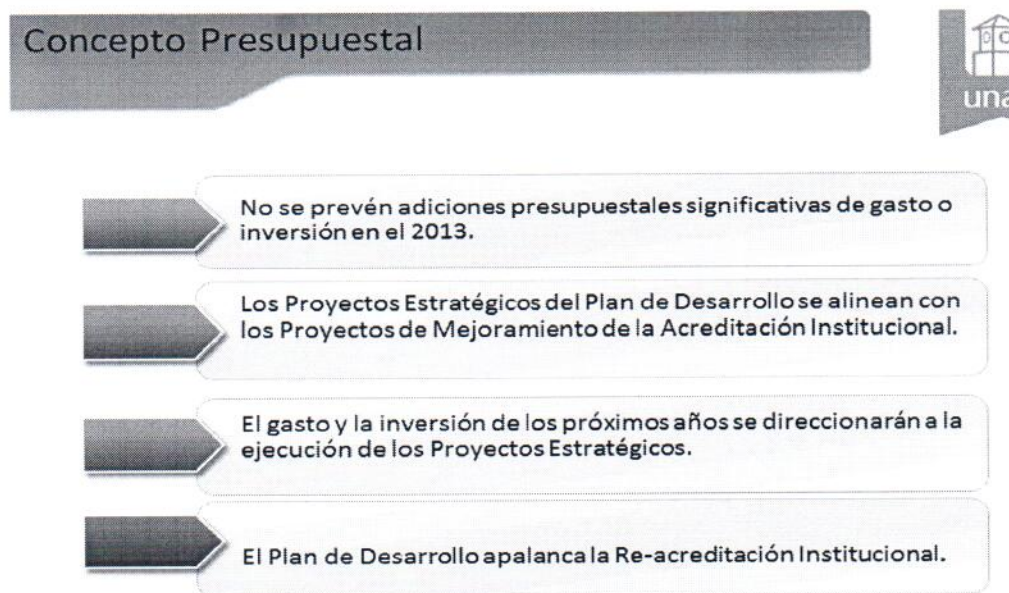 Concepto Presupuestal
una
No se prevén adiciones presupuestales significativas de gasto o
inversión en el 2013.
Los Proyectos Estratégicos del Plan de Desarrollo se alinean con
los Proyectos de Mejoramiento de la Acreditación Institucional.
El gasto y la inversión de los próximos años se direccionarán a la
ejecución de los Proyectos Estratégicos.
El Plan de Desarrollo apalanca la Re-acreditación Institucional.